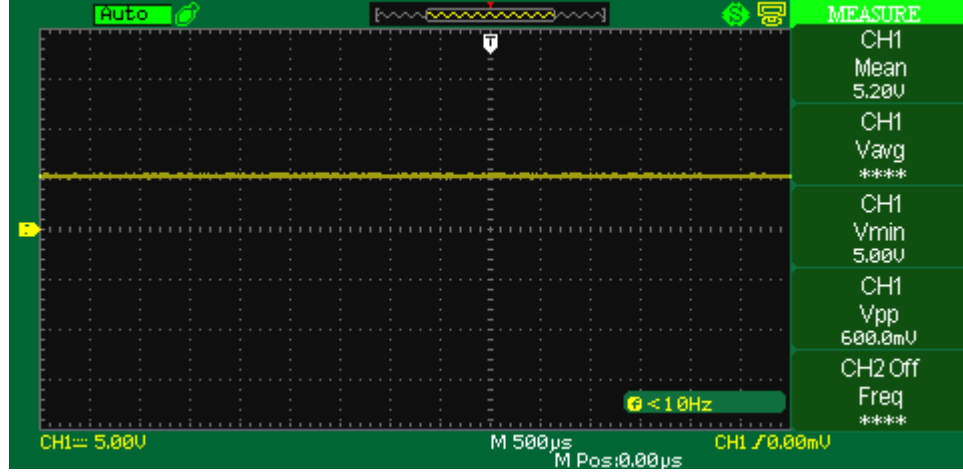 Auto
T
MEASURE
CH1
Mean
5.20V
CH1
Vavg
****
CH1
Vmin
5.00V
CH1
Vpp
600.0mV
CH2 Off
Freq
****
f <10Hz
CH1 5.00V
M 500µs
CH1 0.00mV
M Pos:0.00µs